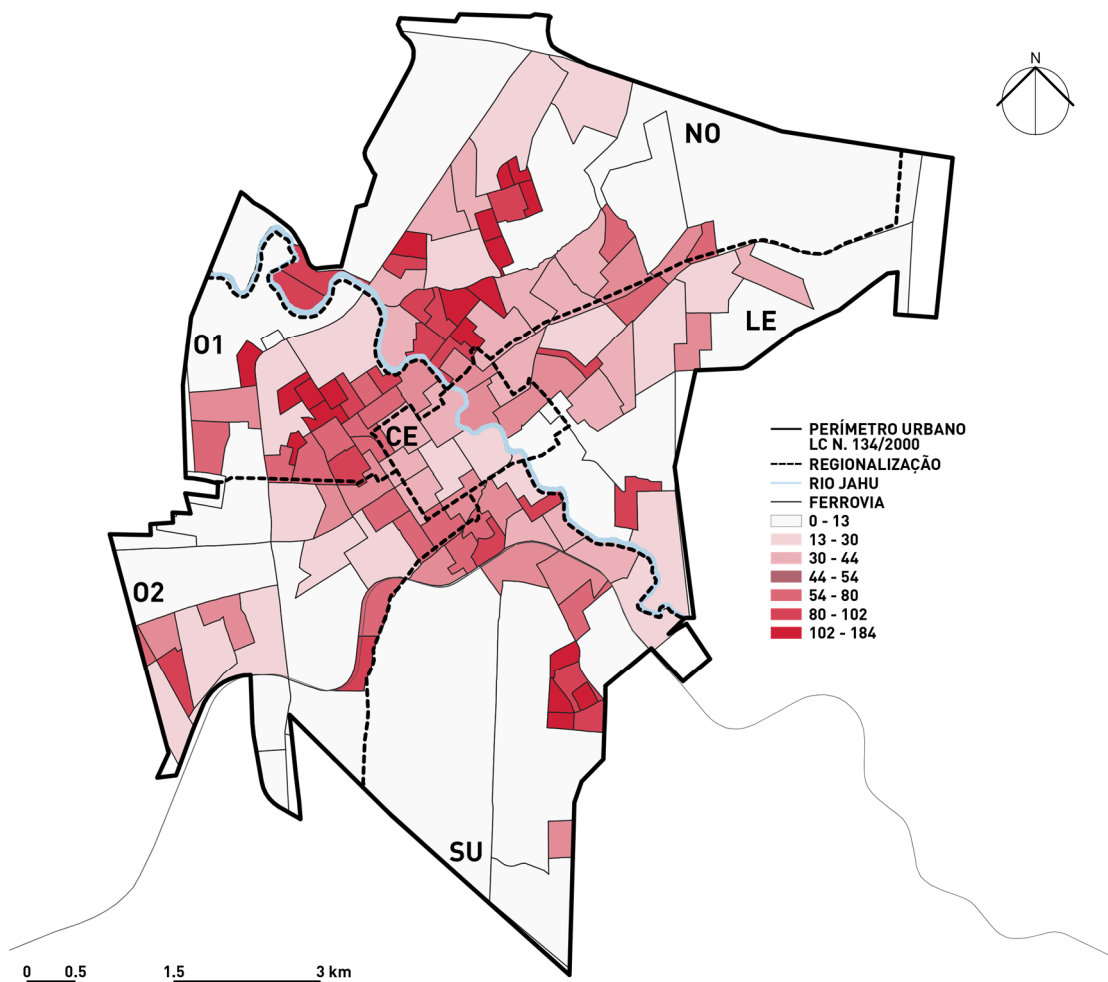 N
NO
O1
LE
CE
PERÍMETRO URBANO
LC N. 134/2000
REGIONALIZAÇÃO
RIO JAHU
FERROVIA
0 - 13
13 - 30
30 - 44
44 - 54
54 - 80
80 - 102
102 - 184
O2
SU
0 0.5 1.5 3 km